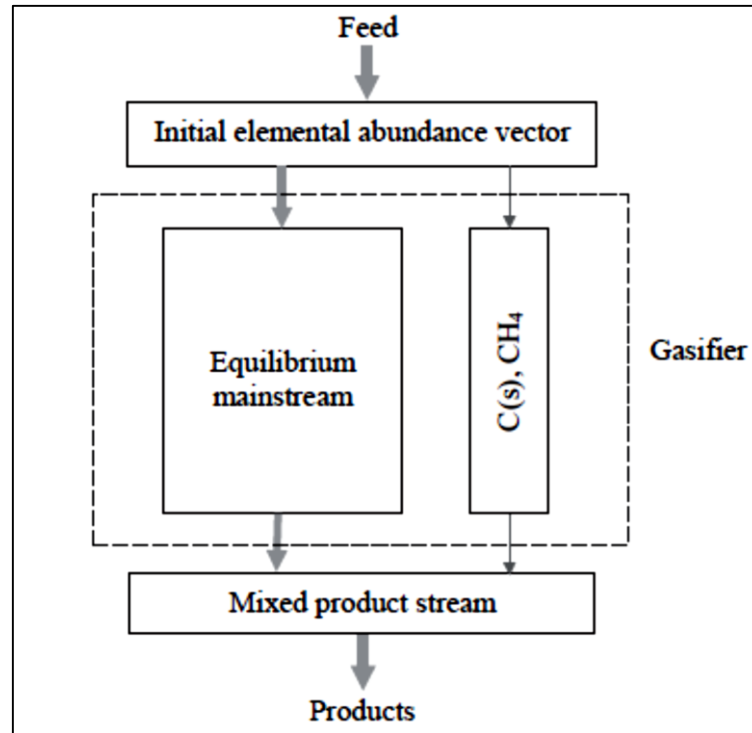 Feed
Initial elemental abundance vector
Equilibrium
mainstream
C(s), CH₄
Gasifier
Mixed product stream
Products